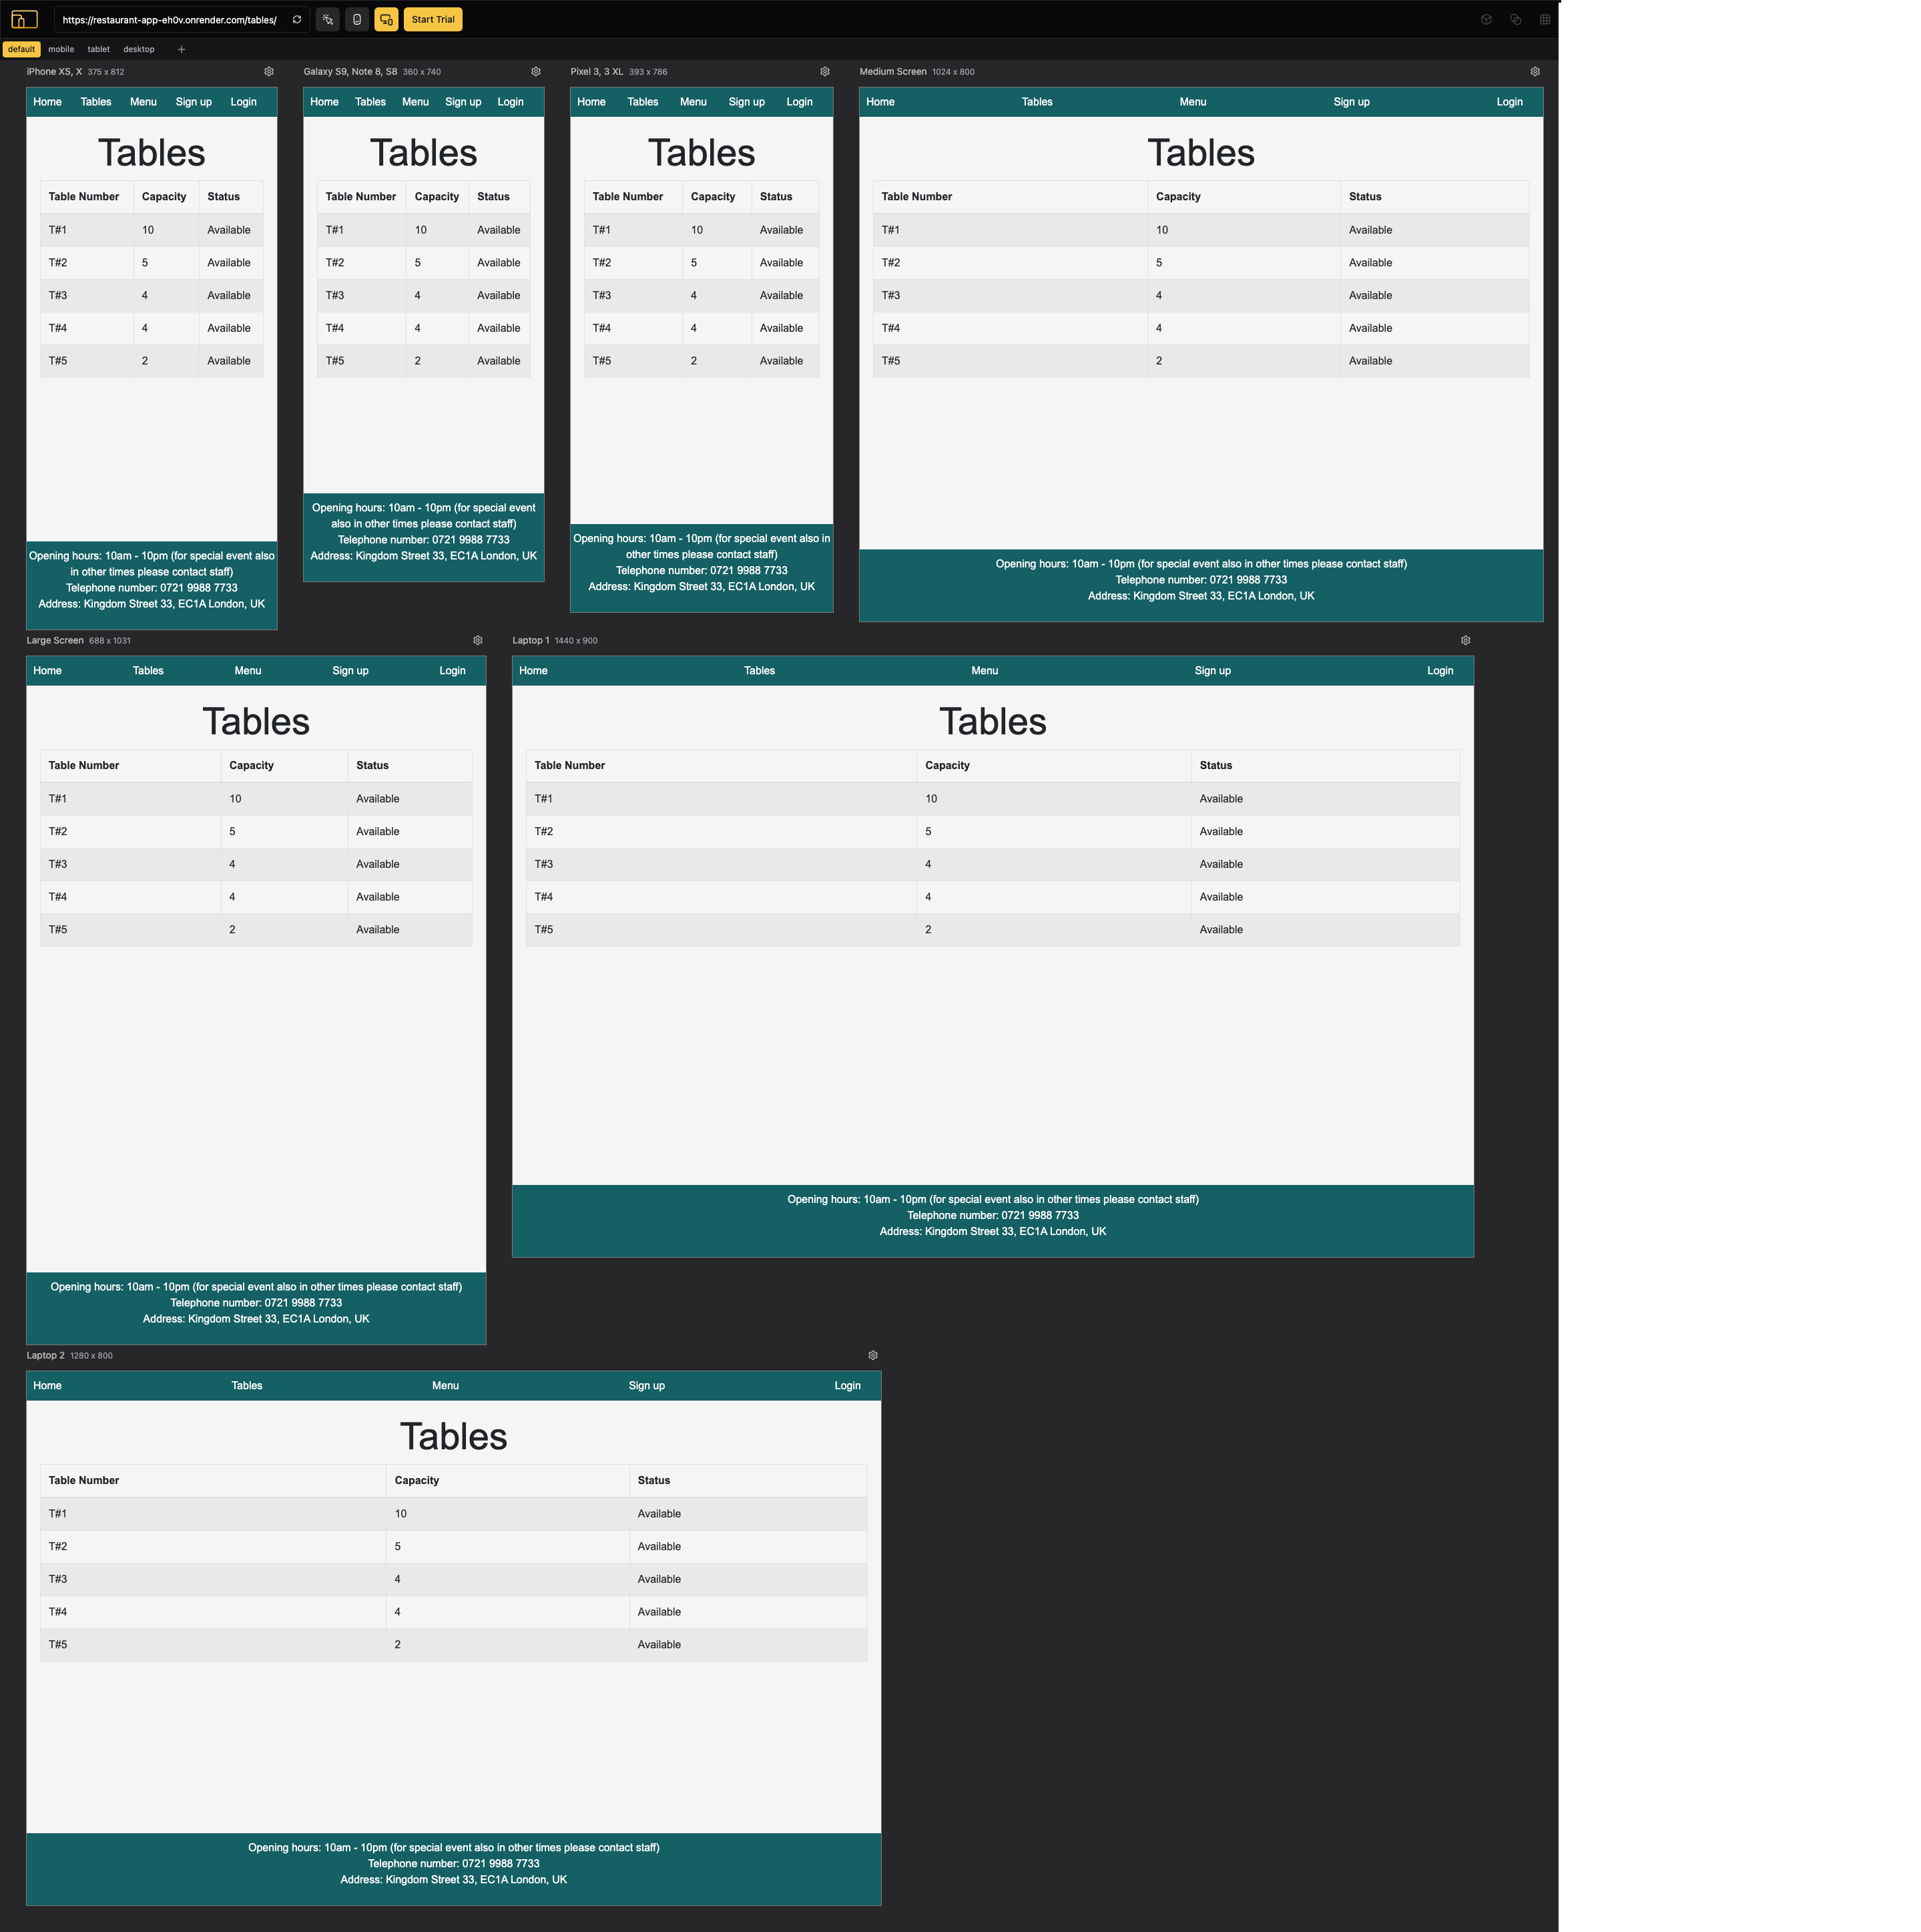 https://restaurant-app-eh0v.onrender.com/tables/ Start Trial
default mobile tablet desktop
iPhone XS, X 375 x 812
Home Tables Menu Sign up Login
Tables
Table Number Capacity Status
T#1 10 Available
T#2 5 Available
T#3 4 Available
T#4 4 Available
T#5 2 Available
Opening hours: 10am - 10pm (for special event also
in other times please contact staff)
Telephone number: 0721 9988 7733
Address: Kingdom Street 33, EC1A London, UK
Galaxy S9, Note 8, S8 360 x 740
Home Tables Menu Sign up Login
Tables
Table Number Capacity Status
T#1 10 Available
T#2 5 Available
T#3 4 Available
T#4 4 Available
T#5 2 Available
Opening hours: 10am - 10pm (for special event
also in other times please contact staff)
Telephone number: 0721 9988 7733
Address: Kingdom Street 33, EC1A London, UK
Pixel 3, 3 XL 393 x 786
Home Tables Menu Sign up Login
Tables
Table Number Capacity Status
T#1 10 Available
T#2 5 Available
T#3 4 Available
T#4 4 Available
T#5 2 Available
Opening hours: 10am - 10pm (for special event also in
other times please contact staff)
Telephone number: 0721 9988 7733
Address: Kingdom Street 33, EC1A London, UK
Medium Screen 1024 x 800
Home Tables Menu Sign up Login
Tables
Table Number Capacity Status
T#1 10 Available
T#2 5 Available
T#3 4 Available
T#4 4 Available
T#5 2 Available
Opening hours: 10am - 10pm (for special event also in other times please contact staff)
Telephone number: 0721 9988 7733
Address: Kingdom Street 33, EC1A London, UK
Large Screen 688 x 1031
Home Tables Menu Sign up Login
Tables
Table Number Capacity Status
T#1 10 Available
T#2 5 Available
T#3 4 Available
T#4 4 Available
T#5 2 Available
Opening hours: 10am - 10pm (for special event also in other times please contact staff)
Telephone number: 0721 9988 7733
Address: Kingdom Street 33, EC1A London, UK
Laptop 1 1440 x 900
Home Tables Menu Sign up Login
Tables
Table Number Capacity Status
T#1 10 Available
T#2 5 Available
T#3 4 Available
T#4 4 Available
T#5 2 Available
Opening hours: 10am - 10pm (for special event also in other times please contact staff)
Telephone number: 0721 9988 7733
Address: Kingdom Street 33, EC1A London, UK
Laptop 2 1280 x 800
Home Tables Menu Sign up Login
Tables
Table Number Capacity Status
T#1 10 Available
T#2 5 Available
T#3 4 Available
T#4 4 Available
T#5 2 Available
Opening hours: 10am - 10pm (for special event also in other times please contact staff)
Telephone number: 0721 9988 7733
Address: Kingdom Street 33, EC1A London, UK